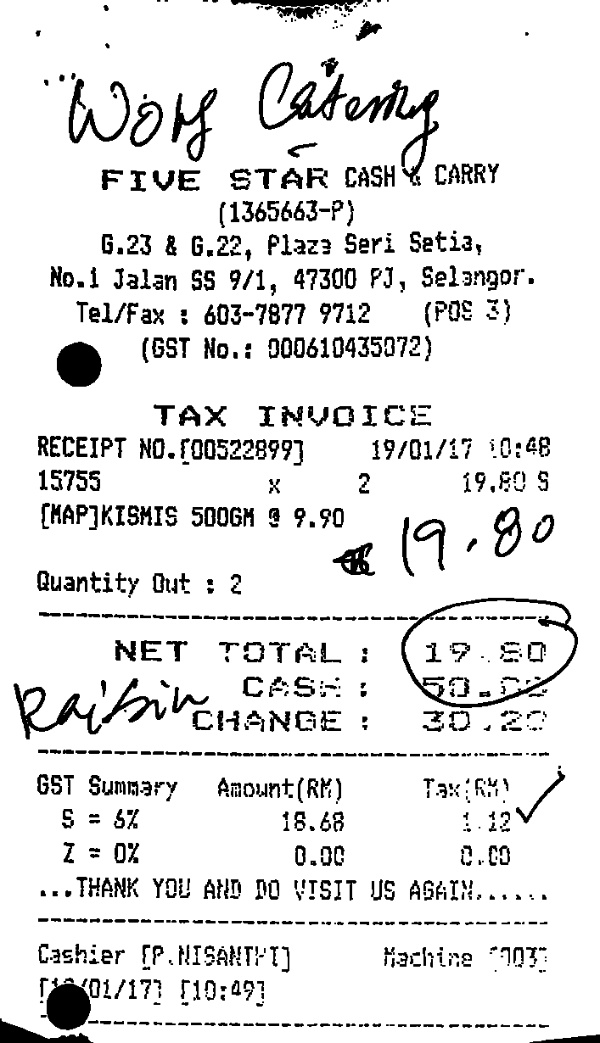 Catering
FIVE STAR CASH & CARRY
(1365663-P)
G.23 & G.22, Plaza Seri Setia,
No.1 Jalan SS 9/1, 47300 PJ, Selangor.
Tel/Fax : 603-7877 9712 (POS 3)
(GST No.: 000610435072)
TAX INVOICE
RECEIPT NO.[00522899] 19/01/17 10:48
15755 x 2 19.80 S
[MAP]KISMIS 500GM @ 9.90
19.80
Quantity Out : 2
NET TOTAL : 19.80
CASH : 50.00
Raisin
CHANGE : 30.20
GST Summary Amount(RM) Tax(RM)
S = 6% 18.68 1.12
Z = 0% 0.00 0.00
...THANK YOU AND DO VISIT US AGAIN......
Cashier [P.NISANTHI] Machine [003]
/01/17] [10:49]